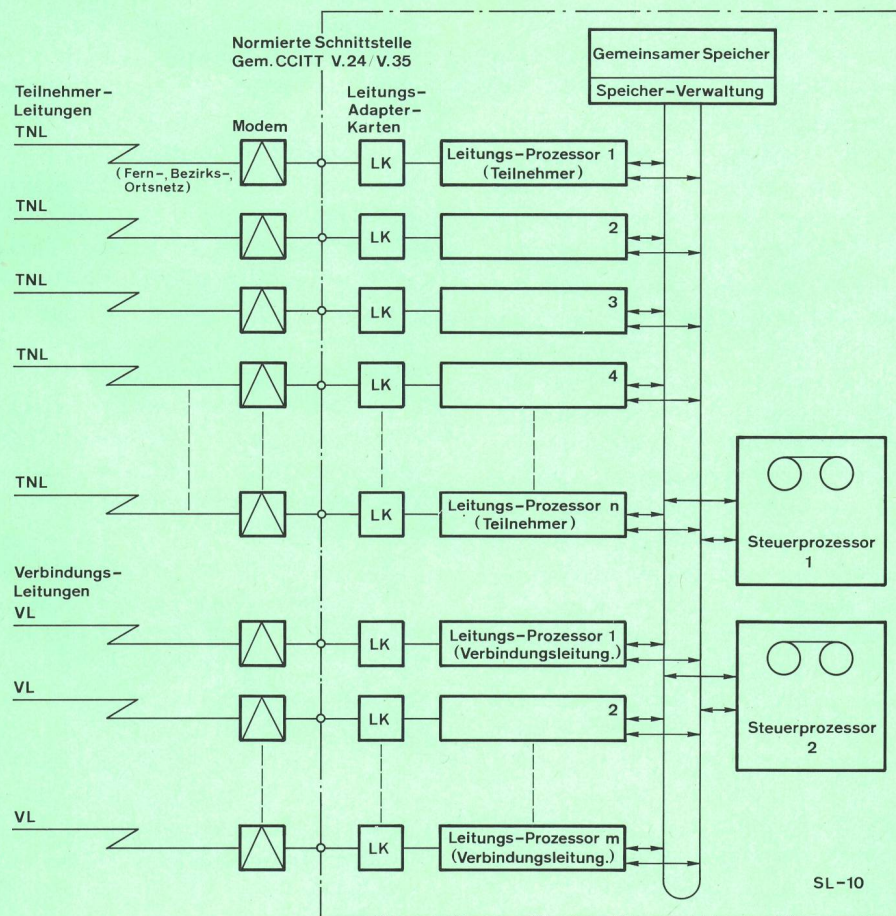 Normierte Schnittstelle
Gem. CCITT V.24/V.35
Gemeinsamer Speicher
Speicher-Verwaltung
Teilnehmer-
Leitungen
TNL
(Fern-, Bezirks-,
Ortsnetz)
Modem
Leitungs-
Adapter-
Karten
LK
Leitungs-Prozessor 1
(Teilnehmer)
TNL
LK
2
TNL
LK
3
TNL
LK
4
TNL
LK
Leitungs-Prozessor n
(Teilnehmer)
Steuerprozessor
1
Verbindungs-
Leitungen
VL
LK
Leitungs-Prozessor 1
(Verbindungsleitung.)
VL
LK
2
Steuerprozessor
2
VL
LK
Leitungs-Prozessor m
(Verbindungsleitung.)
SL-10